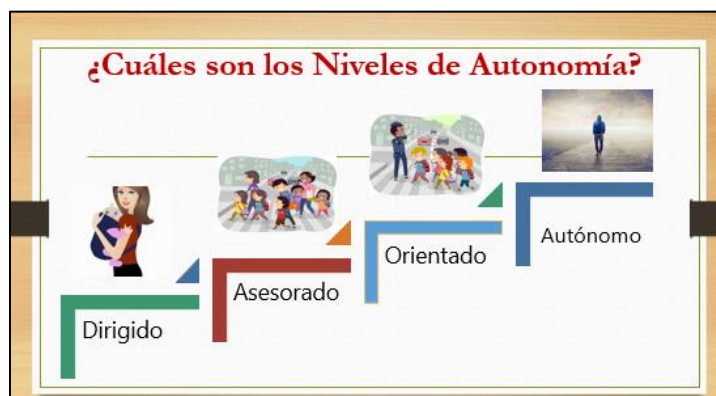 ¿Cuáles son los Niveles de Autonomía?
Dirigido
Asesorado
Orientado
Autónomo